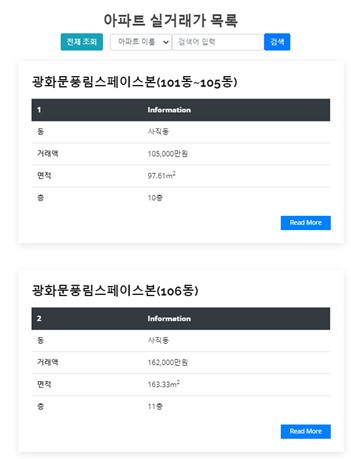 아파트 실거래가 목록
전체 조회 아파트 이름 검색어 입력 검색
광화문풍림스페이스본(101동~105동)
1 Information
동 사직동
거래액 105,000만원
면적 97.61m²
층 10층
Read More
광화문풍림스페이스본(106동)
2 Information
동 사직동
거래액 162,000만원
면적 163.33m²
층 11층
Read More